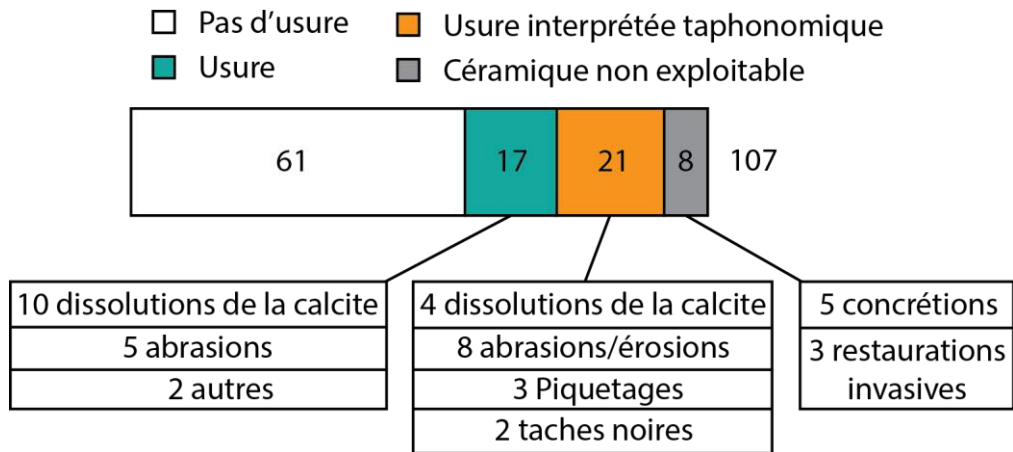 Pas d'usure
Usure interprétée taphonomique
Usure
Céramique non exploitable
61
17
21
8
107
10 dissolutions de la calcite
5 abrasions
2 autres
4 dissolutions de la calcite
8 abrasions/érosions
3 Piquetages
2 taches noires
5 concrétions
3 restaurations
invasives